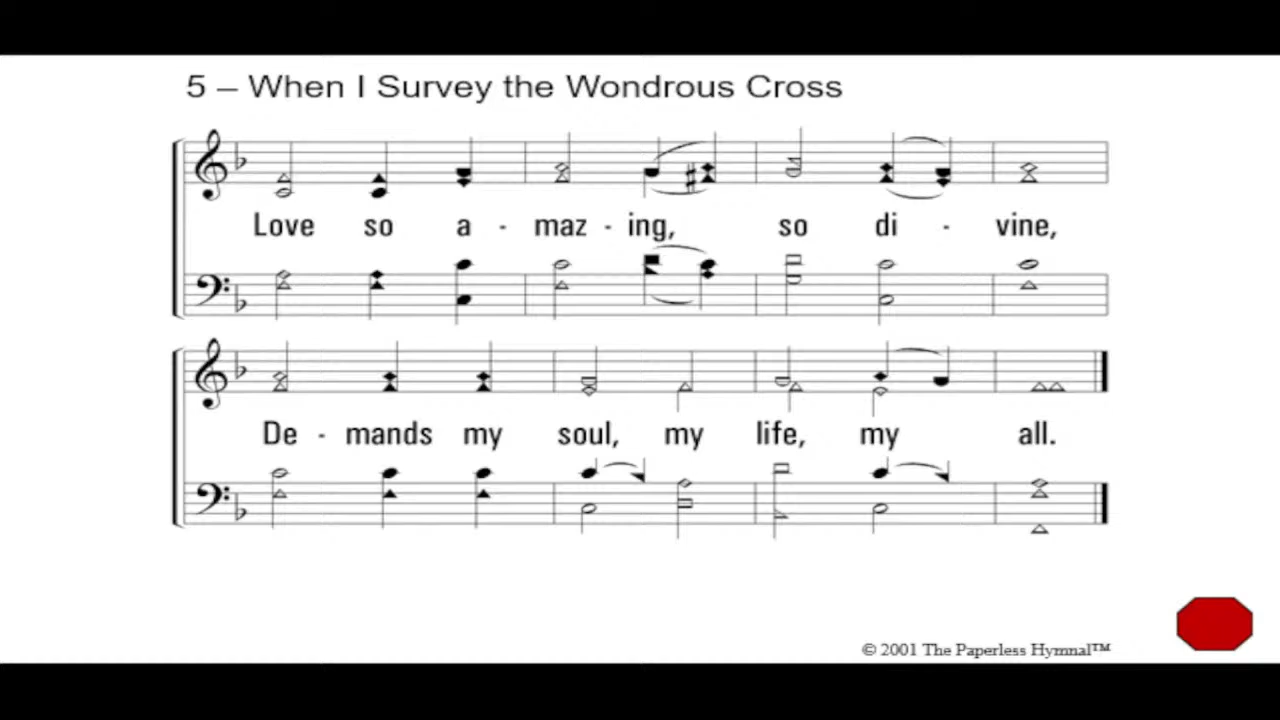 5 – When I Survey the Wondrous Cross
Love so a - maz - ing, so di - vine,
De - mands my soul, my life, my all.
© 2001 The Paperless Hymnal™